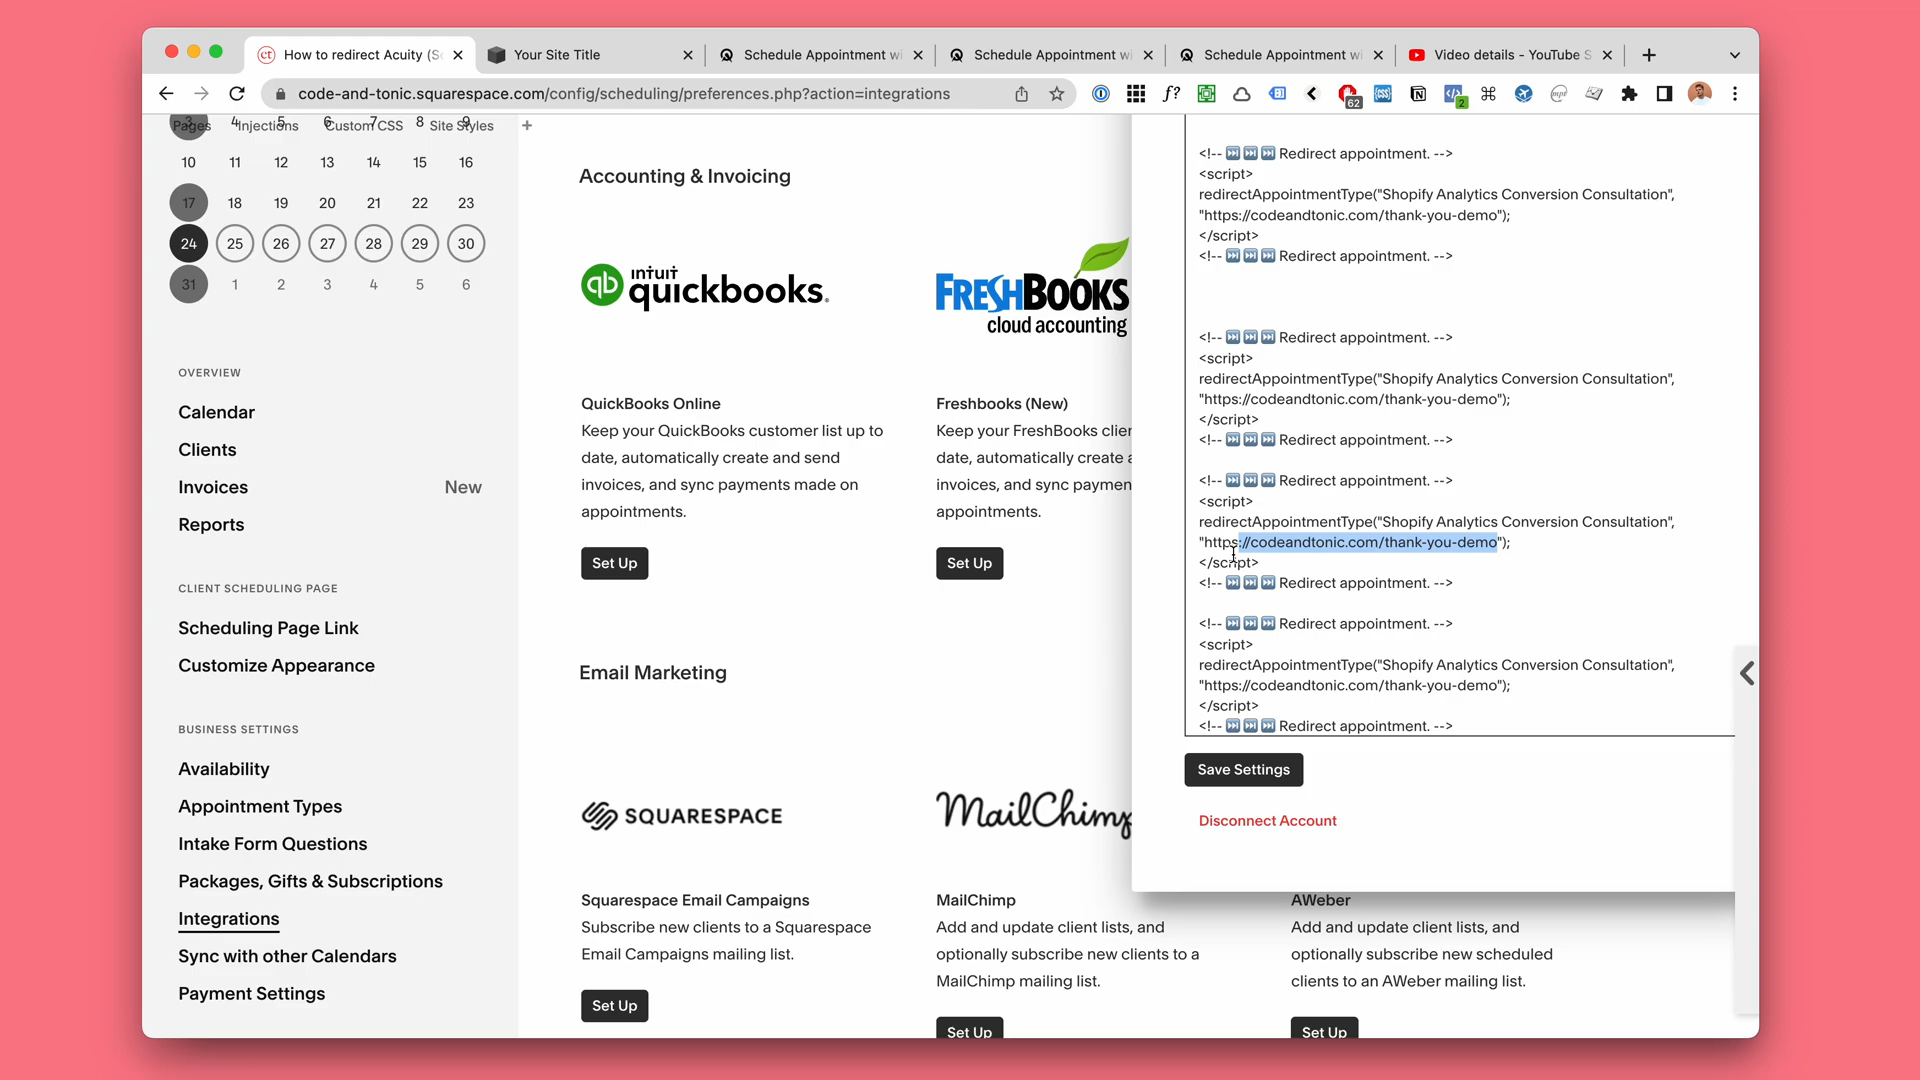 How to redirect Acuity (S
Your Site Title
Schedule Appointment wi
Schedule Appointment wi
Schedule Appointment wi
Video details - YouTube S
code-and-tonic.squarespace.com/config/scheduling/preferences.php?action=integrations
f?
62
2
Pages
Injections
Custom CSS
Site Styles
3 4 5 6 7 8 9
10 11 12 13 14 15 16
17 18 19 20 21 22 23
24 25 26 27 28 29 30
31 1 2 3 4 5 6
OVERVIEW
Calendar
Clients
Invoices New
Reports
CLIENT SCHEDULING PAGE
Scheduling Page Link
Customize Appearance
BUSINESS SETTINGS
Availability
Appointment Types
Intake Form Questions
Packages, Gifts & Subscriptions
Integrations
Sync with other Calendars
Payment Settings
Accounting & Invoicing
qb intuit quickbooks.
FRESHBOOKS
cloud accounting
QuickBooks Online
Keep your QuickBooks customer list up to
date, automatically create and send
invoices, and sync payments made on
appointments.
Set Up
Freshbooks (New)
Keep your FreshBooks clier
date, automatically create a
invoices, and sync paymen
appointments.
Set Up
Email Marketing
SQUARESPACE
MailChimp
Squarespace Email Campaigns
Subscribe new clients to a Squarespace
Email Campaigns mailing list.
Set Up
MailChimp
Add and update client lists, and
optionally subscribe new clients to a
MailChimp mailing list.
Set Up
AWeber
Add and update client lists, and
optionally subscribe new scheduled
clients to an AWeber mailing list.
Set Up
<!-- ⏭️⏭️⏭️ Redirect appointment. -->
<script>
redirectAppointmentType("Shopify Analytics Conversion Consultation",
"https://codeandtonic.com/thank-you-demo");
</script>
<!-- ⏭️⏭️⏭️ Redirect appointment. -->
<!-- ⏭️⏭️⏭️ Redirect appointment. -->
<script>
redirectAppointmentType("Shopify Analytics Conversion Consultation",
"https://codeandtonic.com/thank-you-demo");
</script>
<!-- ⏭️⏭️⏭️ Redirect appointment. -->
<!-- ⏭️⏭️⏭️ Redirect appointment. -->
<script>
redirectAppointmentType("Shopify Analytics Conversion Consultation",
"https://codeandtonic.com/thank-you-demo");
</script>
<!-- ⏭️⏭️⏭️ Redirect appointment. -->
<!-- ⏭️⏭️⏭️ Redirect appointment. -->
<script>
redirectAppointmentType("Shopify Analytics Conversion Consultation",
"https://codeandtonic.com/thank-you-demo");
</script>
<!-- ⏭️⏭️⏭️ Redirect appointment. -->
Save Settings
Disconnect Account